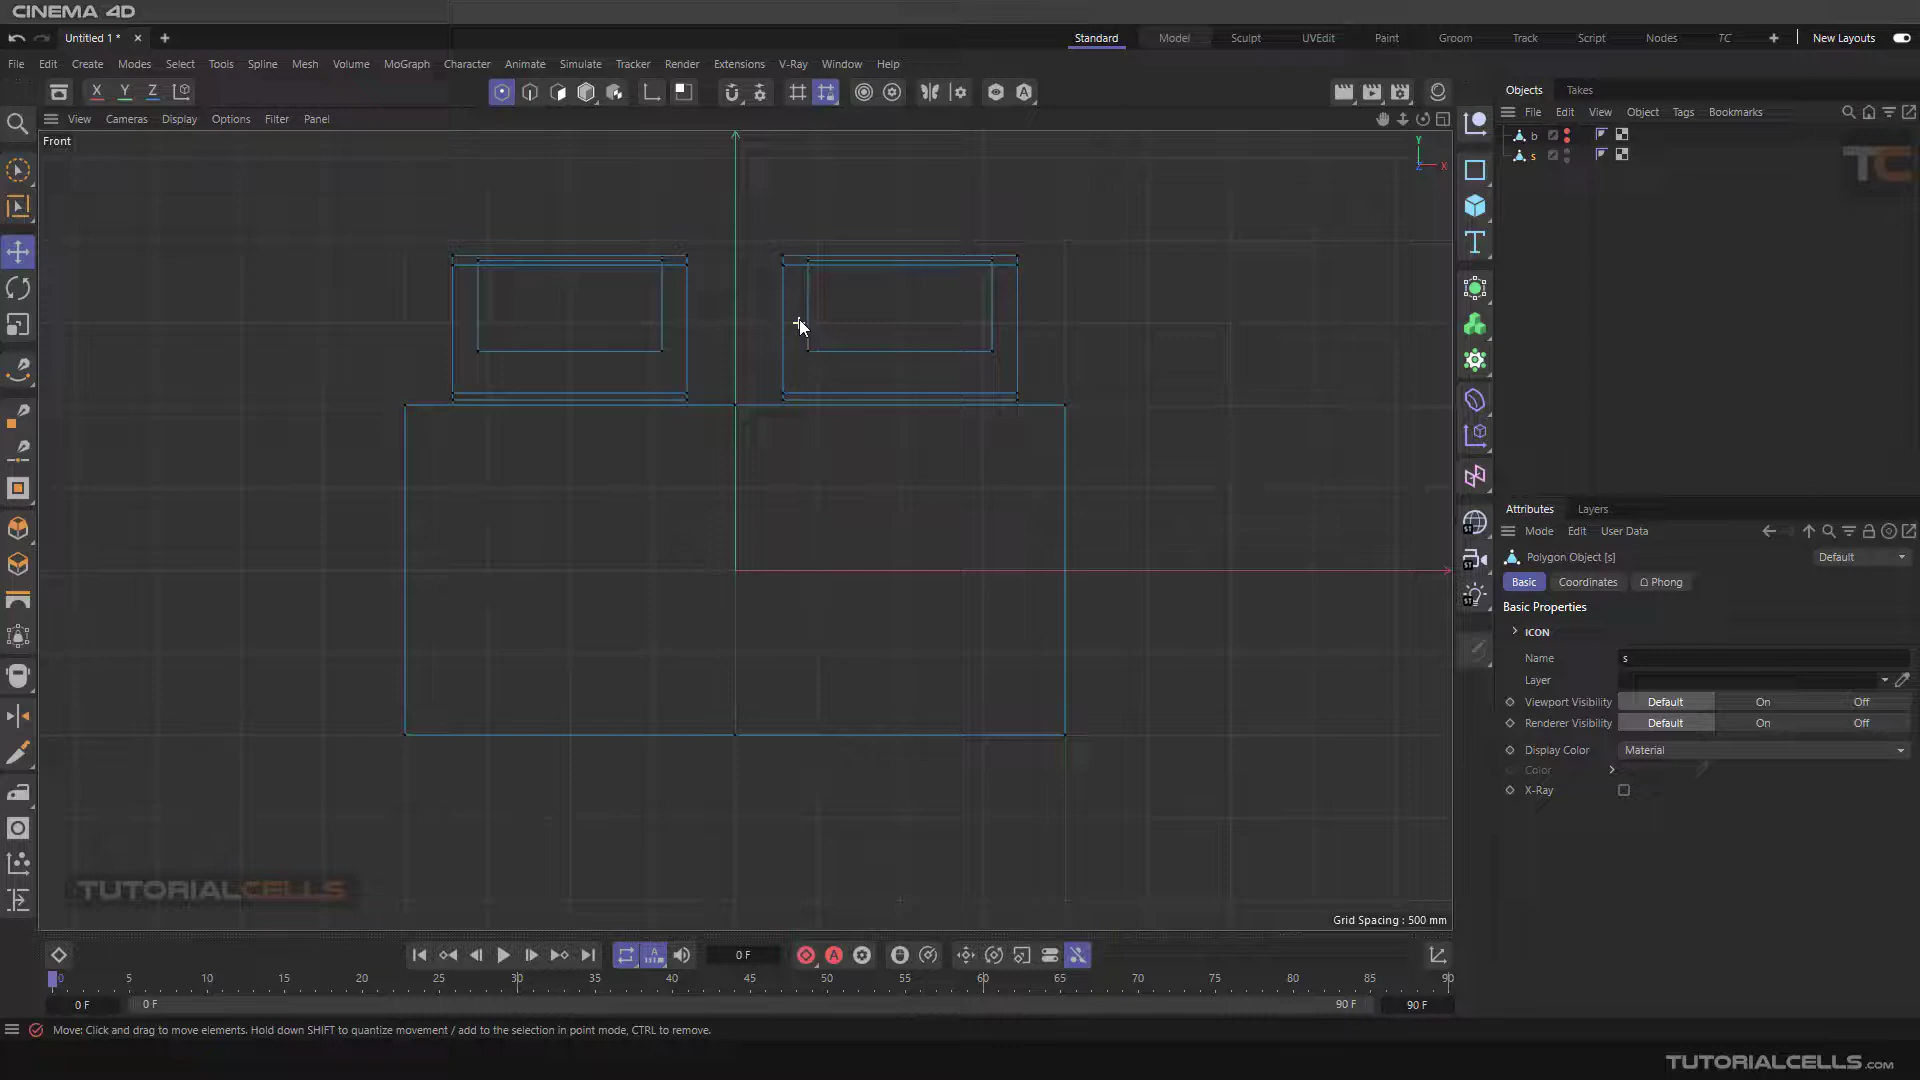 CINEMA 4D
Untitled 1 *
Standard
Model
Sculpt
UVEdit
Paint
Groom
Track
Script
Nodes
TC
New Layouts
File Edit Create Modes Select Tools Spline Mesh Volume MoGraph Character Animate Simulate Tracker Render Extensions V-Ray Window Help
X Y Z
View Cameras Display Options Filter Panel
Front
Y
X
Z
Grid Spacing : 500 mm
Objects Takes
File Edit View Object Tags Bookmarks
b
s
TC
Attributes Layers
Mode Edit User Data
Polygon Object [s]
Default
Basic Coordinates Phong
Basic Properties
ICON
Name s
Layer
Viewport Visibility Default On Off
Renderer Visibility Default On Off
Display Color Material
Color
X-Ray
TUTORIALCELLS
0 F
0 5 10 15 20 25 30 35 40 45 50 55 60 65 70 75 80 85 90
0 F 0 F 90 F 90 F
Move: Click and drag to move elements. Hold down SHIFT to quantize movement / add to the selection in point mode, CTRL to remove.
TUTORIALCELLS.com